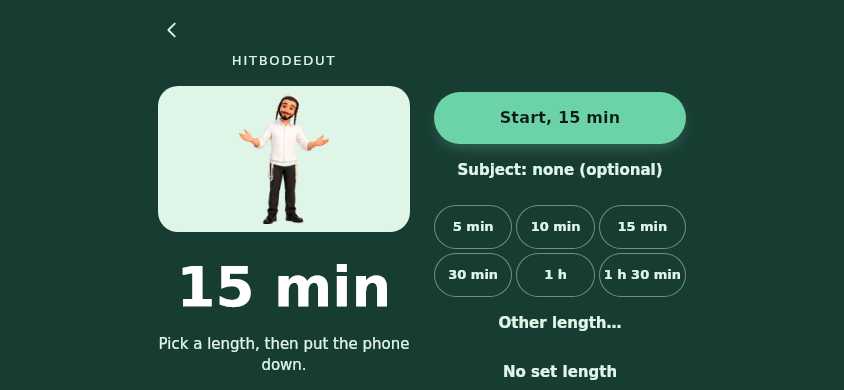 HITBODEDUT
15 min
Pick a length, then put the phone
down.
Start, 15 min
Subject: none (optional)
5 min
10 min
15 min
30 min
1 h
1 h 30 min
Other length…
No set length